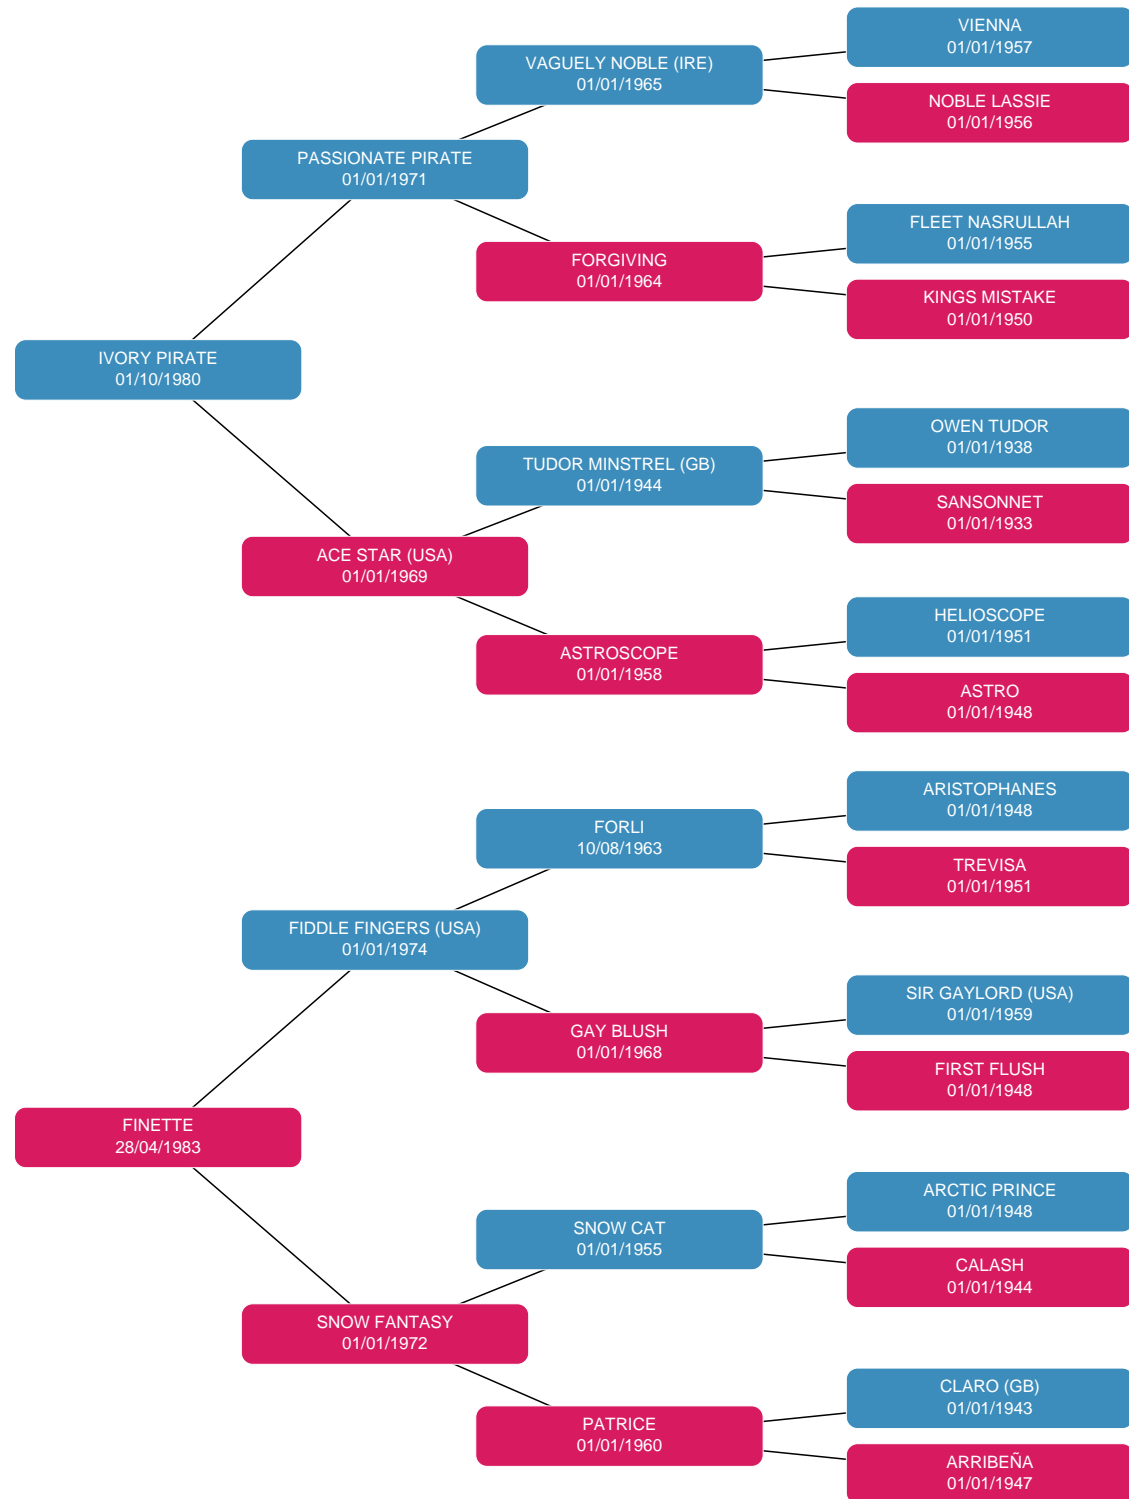 VIENNA
01/01/1957
VAGUELY NOBLE (IRE)
01/01/1965
NOBLE LASSIE
01/01/1956
PASSIONATE PIRATE
01/01/1971
FLEET NASRULLAH
01/01/1955
FORGIVING
01/01/1964
KINGS MISTAKE
01/01/1950
IVORY PIRATE
01/10/1980
OWEN TUDOR
01/01/1938
TUDOR MINSTREL (GB)
01/01/1944
SANSONNET
01/01/1933
ACE STAR (USA)
01/01/1969
HELIOSCOPE
01/01/1951
ASTROSCOPE
01/01/1958
ASTRO
01/01/1948
ARISTOPHANES
01/01/1948
FORLI
10/08/1963
TREVISA
01/01/1951
FIDDLE FINGERS (USA)
01/01/1974
SIR GAYLORD (USA)
01/01/1959
GAY BLUSH
01/01/1968
FIRST FLUSH
01/01/1948
FINETTE
28/04/1983
ARCTIC PRINCE
01/01/1948
SNOW CAT
01/01/1955
CALASH
01/01/1944
SNOW FANTASY
01/01/1972
CLARO (GB)
01/01/1943
PATRICE
01/01/1960
ARRIBEÑA
01/01/1947